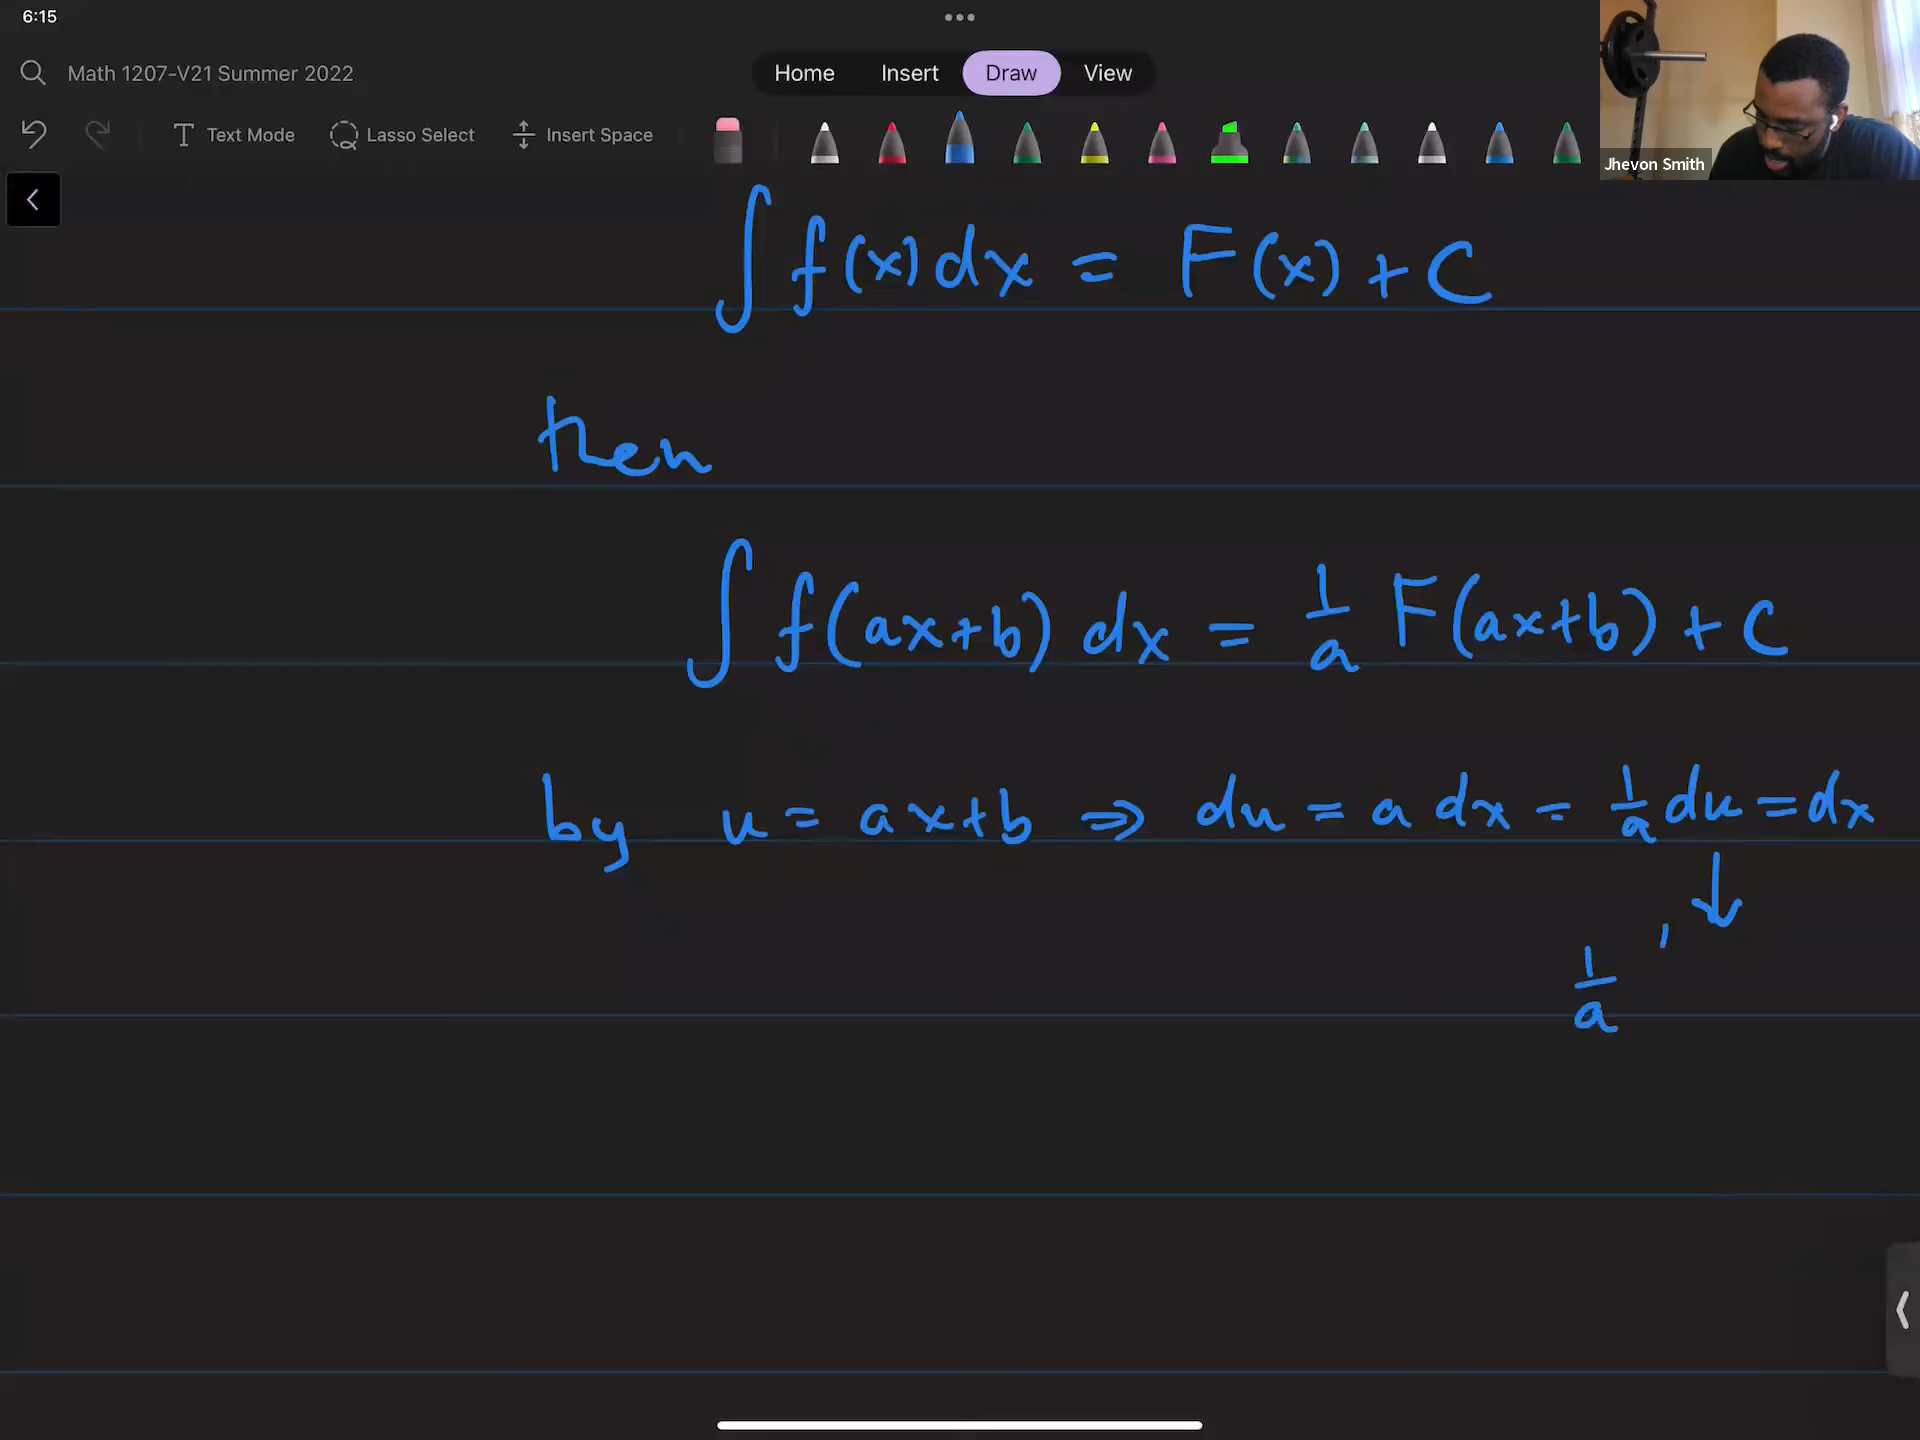 6:15
Math 1207-V21 Summer 2022
Home Insert Draw View
Text Mode Lasso Select Insert Space
Jhevon Smith
∫ f(x) dx = F(x) + C
then
∫ f(ax+b) dx = 1/a F(ax+b) + C
by u = ax+b ⇒ du = a dx = 1/a du = dx
↓
1/a